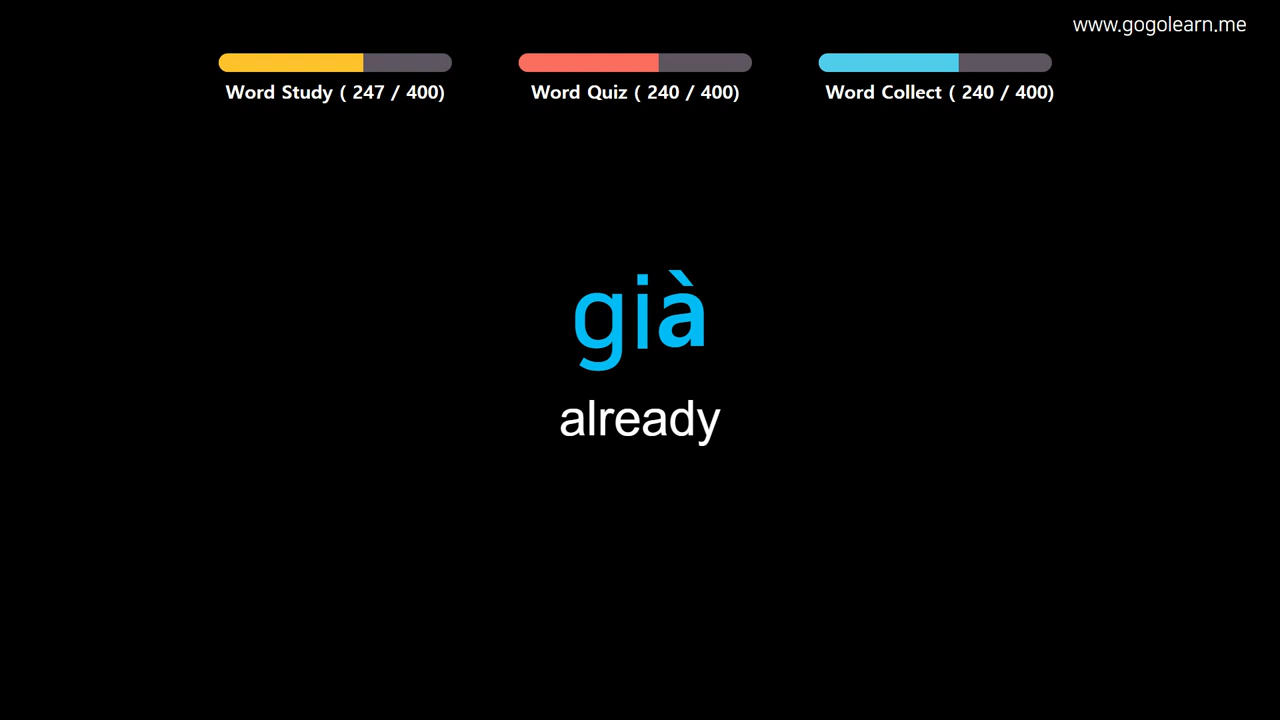 www.gogolearn.me
Word Study ( 247 / 400)
Word Quiz ( 240 / 400)
Word Collect ( 240 / 400)
già
already